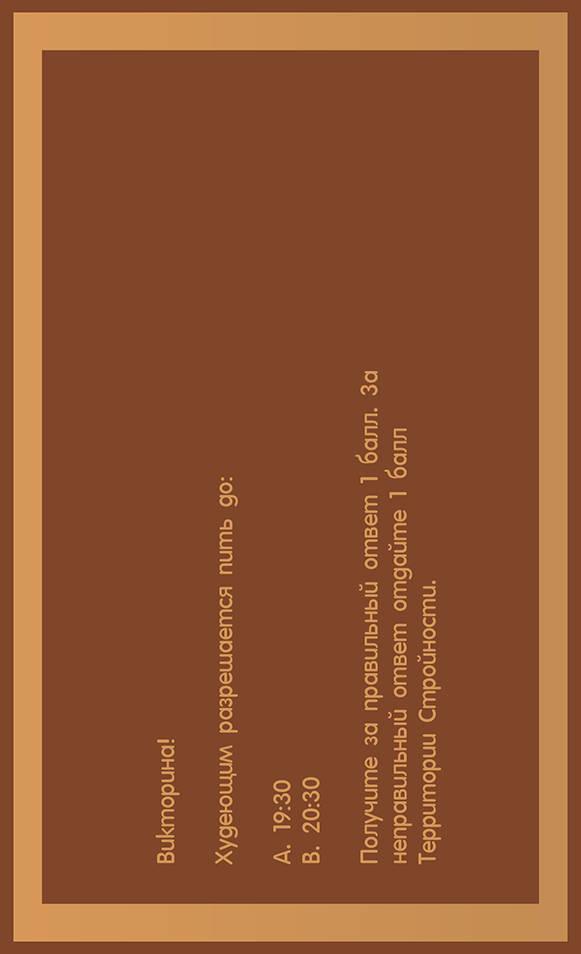 Викторина!
Худеющим разрешается пить до:
А. 19:30
В. 20:30
Получите за правильный ответ 1 балл. За
неправильный ответ отдайте 1 балл
Территории Стройности.